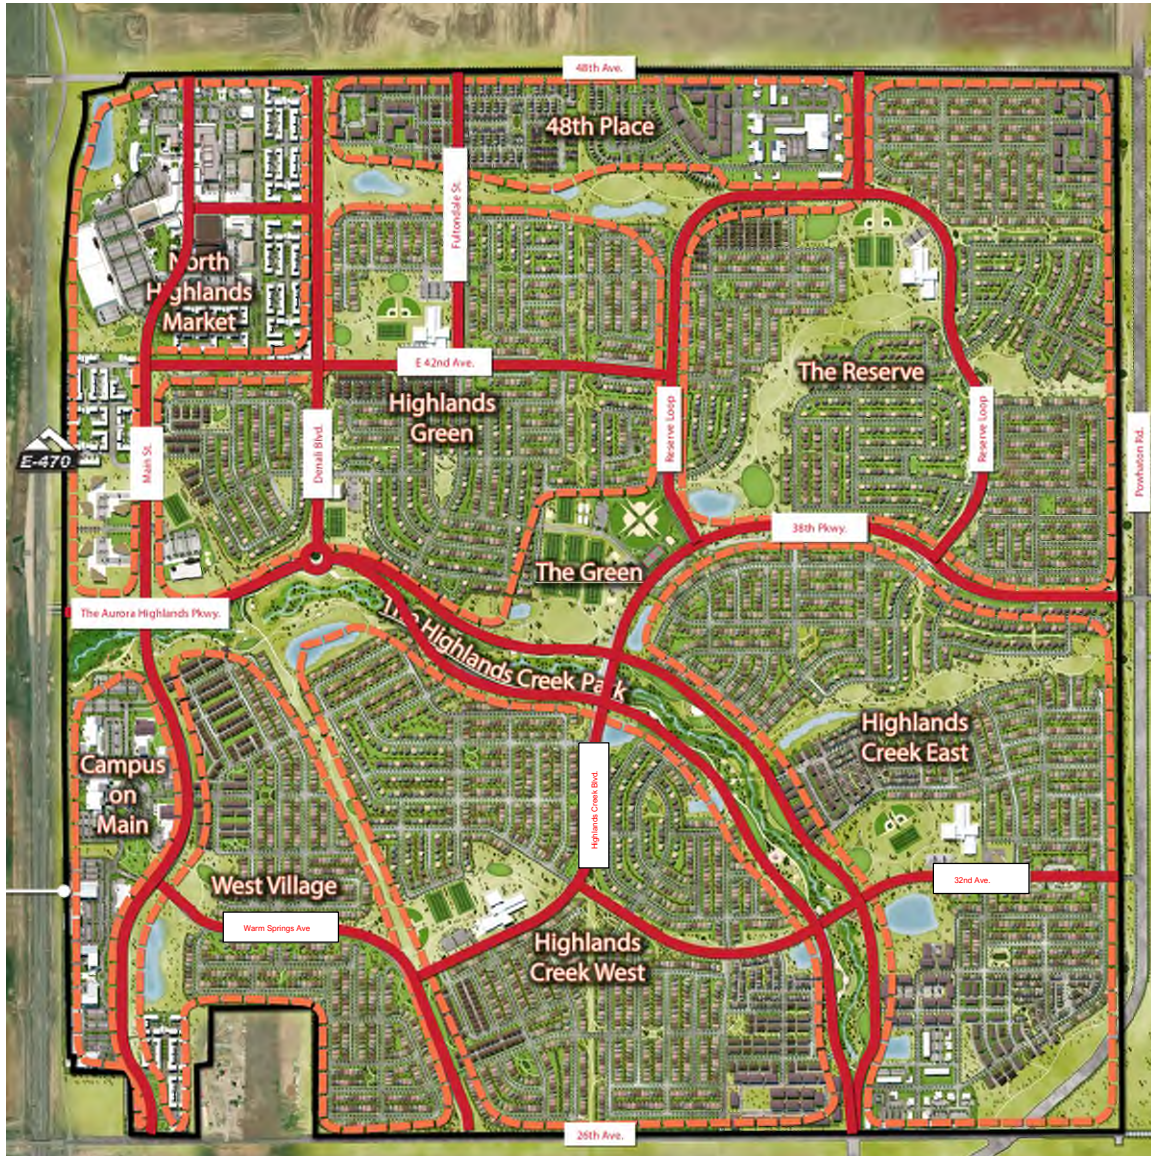 48th Ave.
48th Place
Fultondale St.
North
Highlands
Market
E 42nd Ave.
The Reserve
Highlands
Green
Reserve Loop
Reserve Loop
Main St.
Denali Blvd.
E-470
Powhaton Rd.
38th Pkwy.
The Green
The Aurora Highlands Pkwy.
The Highlands Creek Park
Highlands
Creek East
Campus
on
Main
Highlands Creek Blvd.
32nd Ave.
West Village
Warm Springs Ave
Highlands
Creek West
26th Ave.